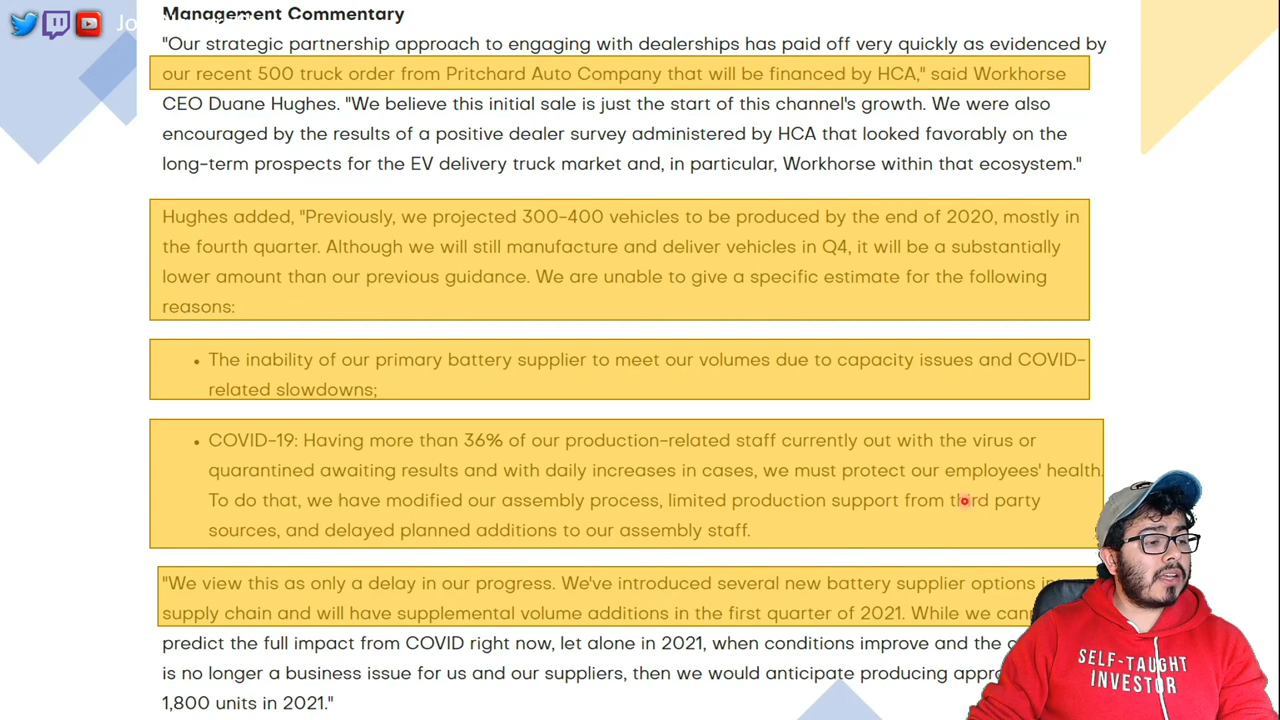 Management Commentary
"Our strategic partnership approach to engaging with dealerships has paid off very quickly as evidenced by
our recent 500 truck order from Pritchard Auto Company that will be financed by HCA," said Workhorse
CEO Duane Hughes. "We believe this initial sale is just the start of this channel's growth. We were also
encouraged by the results of a positive dealer survey administered by HCA that looked favorably on the
long-term prospects for the EV delivery truck market and, in particular, Workhorse within that ecosystem."
Hughes added, "Previously, we projected 300-400 vehicles to be produced by the end of 2020, mostly in
the fourth quarter. Although we will still manufacture and deliver vehicles in Q4, it will be a substantially
lower amount than our previous guidance. We are unable to give a specific estimate for the following
reasons:
• The inability of our primary battery supplier to meet our volumes due to capacity issues and COVID-
related slowdowns;
• COVID-19: Having more than 36% of our production-related staff currently out with the virus or
quarantined awaiting results and with daily increases in cases, we must protect our employees' health.
To do that, we have modified our assembly process, limited production support from third party
sources, and delayed planned additions to our assembly staff.
"We view this as only a delay in our progress. We've introduced several new battery supplier options
supply chain and will have supplemental volume additions in the first quarter of 2021. While we
predict the full impact from COVID right now, let alone in 2021, when conditions improve and the
is no longer a business issue for us and our suppliers, then we would anticipate producing
1,800 units in 2021."
SELF-TAUGHT
INVESTOR